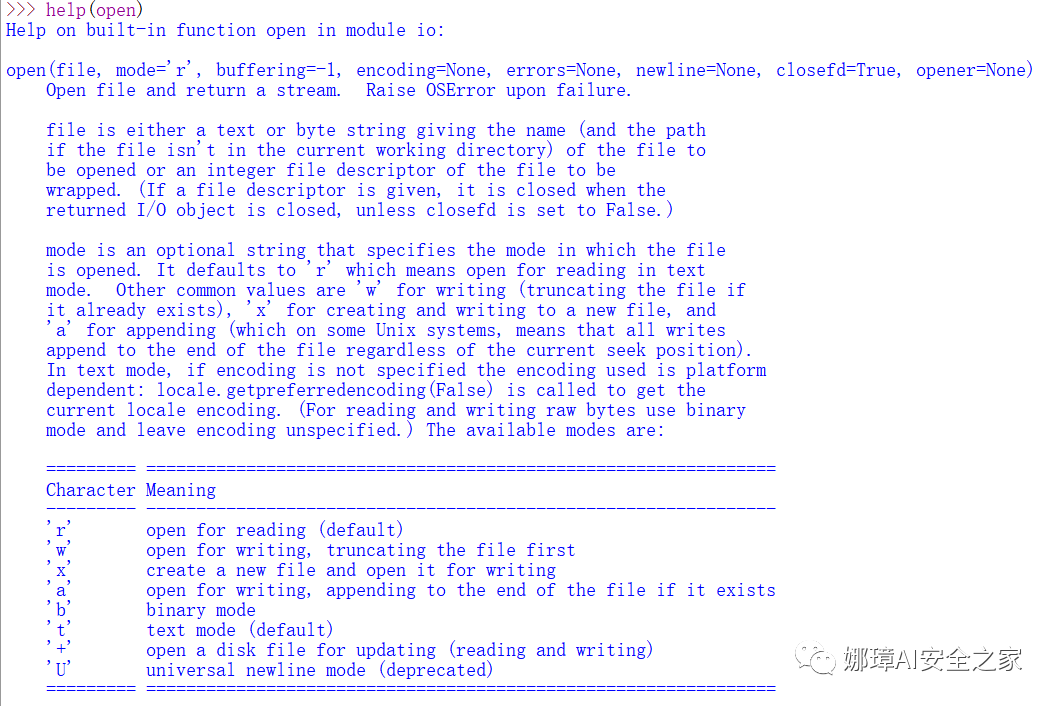 >>> help(open)
Help on built-in function open in module io:
open(file, mode='r', buffering=-1, encoding=None, errors=None, newline=None, closefd=True, opener=None)
Open file and return a stream.  Raise OSError upon failure.
file is either a text or byte string giving the name (and the path
if the file isn't in the current working directory) of the file to
be opened or an integer file descriptor of the file to be
wrapped. (If a file descriptor is given, it is closed when the
returned I/O object is closed, unless closefd is set to False.)
mode is an optional string that specifies the mode in which the file
is opened. It defaults to 'r' which means open for reading in text
mode.  Other common values are 'w' for writing (truncating the file if
it already exists), 'x' for creating and writing to a new file, and
'a' for appending (which on some Unix systems, means that all writes
append to the end of the file regardless of the current seek position).
In text mode, if encoding is not specified the encoding used is platform
dependent: locale.getpreferredencoding(False) is called to get the
current locale encoding. (For reading and writing raw bytes use binary
mode and leave encoding unspecified.) The available modes are:
========= ===============================================================
Character Meaning
--------- ---------------------------------------------------------------
'r'       open for reading (default)
'w'       open for writing, truncating the file first
'x'       create a new file and open it for writing
'a'       open for writing, appending to the end of the file if it exists
'b'       binary mode
't'       text mode (default)
'+'       open a disk file for updating (reading and writing)
'U'       universal newline mode (deprecated)
========= ===============================================================
娜璋AI安全之家